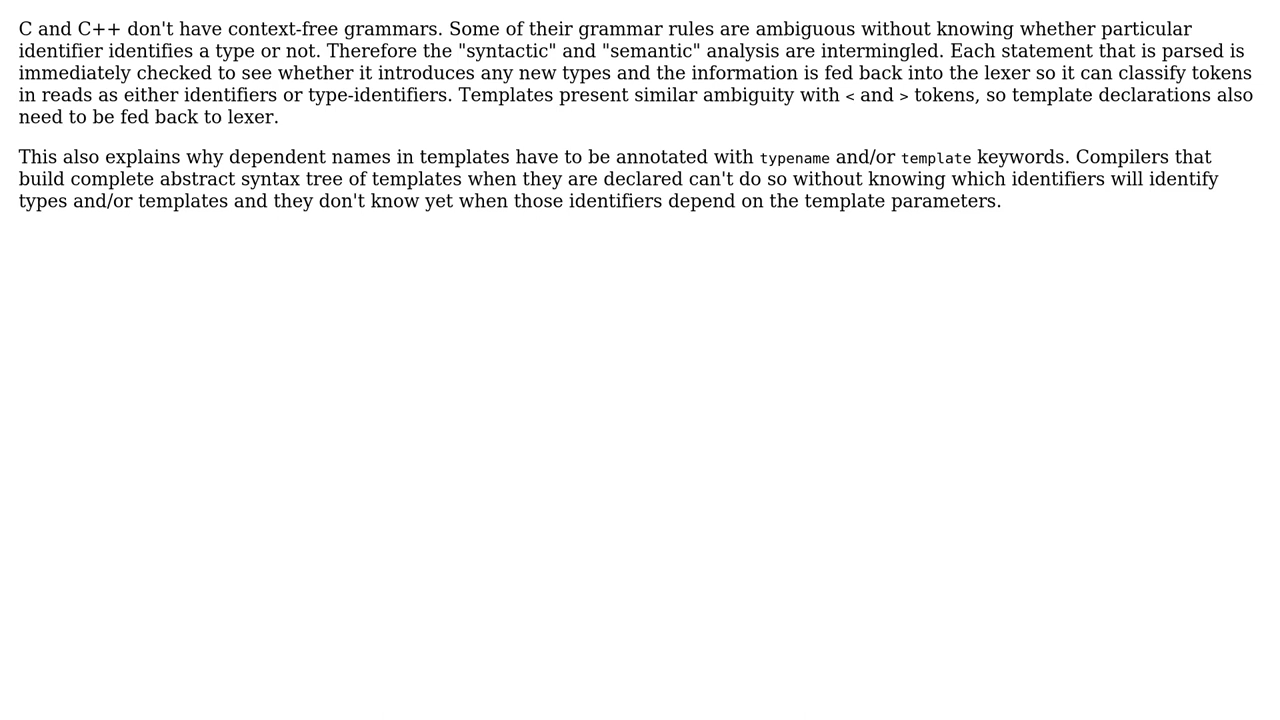 C and C++ don't have context-free grammars. Some of their grammar rules are ambiguous without knowing whether particular
identifier identifies a type or not. Therefore the "syntactic" and "semantic" analysis are intermingled. Each statement that is parsed is
immediately checked to see whether it introduces any new types and the information is fed back into the lexer so it can classify tokens
in reads as either identifiers or type-identifiers. Templates present similar ambiguity with < and > tokens, so template declarations also
need to be fed back to lexer.
This also explains why dependent names in templates have to be annotated with typename and/or template keywords. Compilers that
build complete abstract syntax tree of templates when they are declared can't do so without knowing which identifiers will identify
types and/or templates and they don't know yet when those identifiers depend on the template parameters.